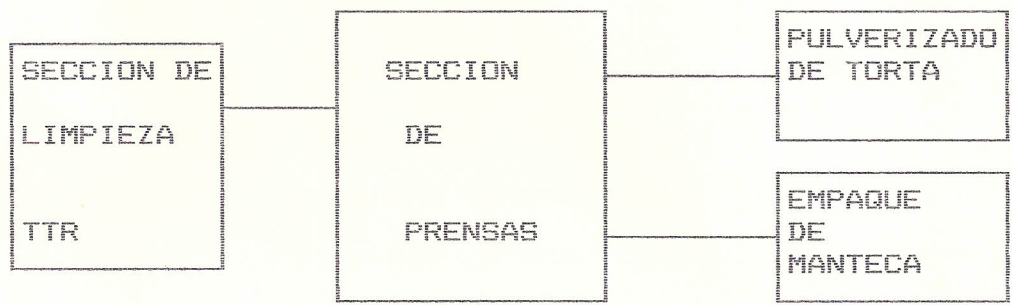 SECCION DE
LIMPIEZA
TTR
SECCION
DE
PRENSAS
PULVERIZADO
DE TORTA
EMPAQUE
DE
MANTECA